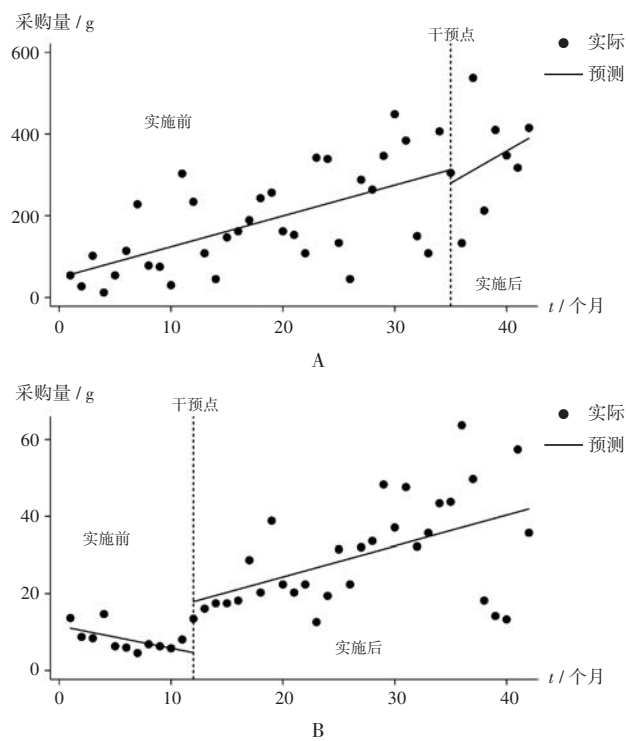 采购量 / g
干预点
实际
预测
600
实施前
400
200
实施后
0
t / 个月
0 10 20 30 40
A
采购量 / g
干预点
实际
预测
60
40
实施前
20
实施后
0
t / 个月
0 10 20 30 40
B